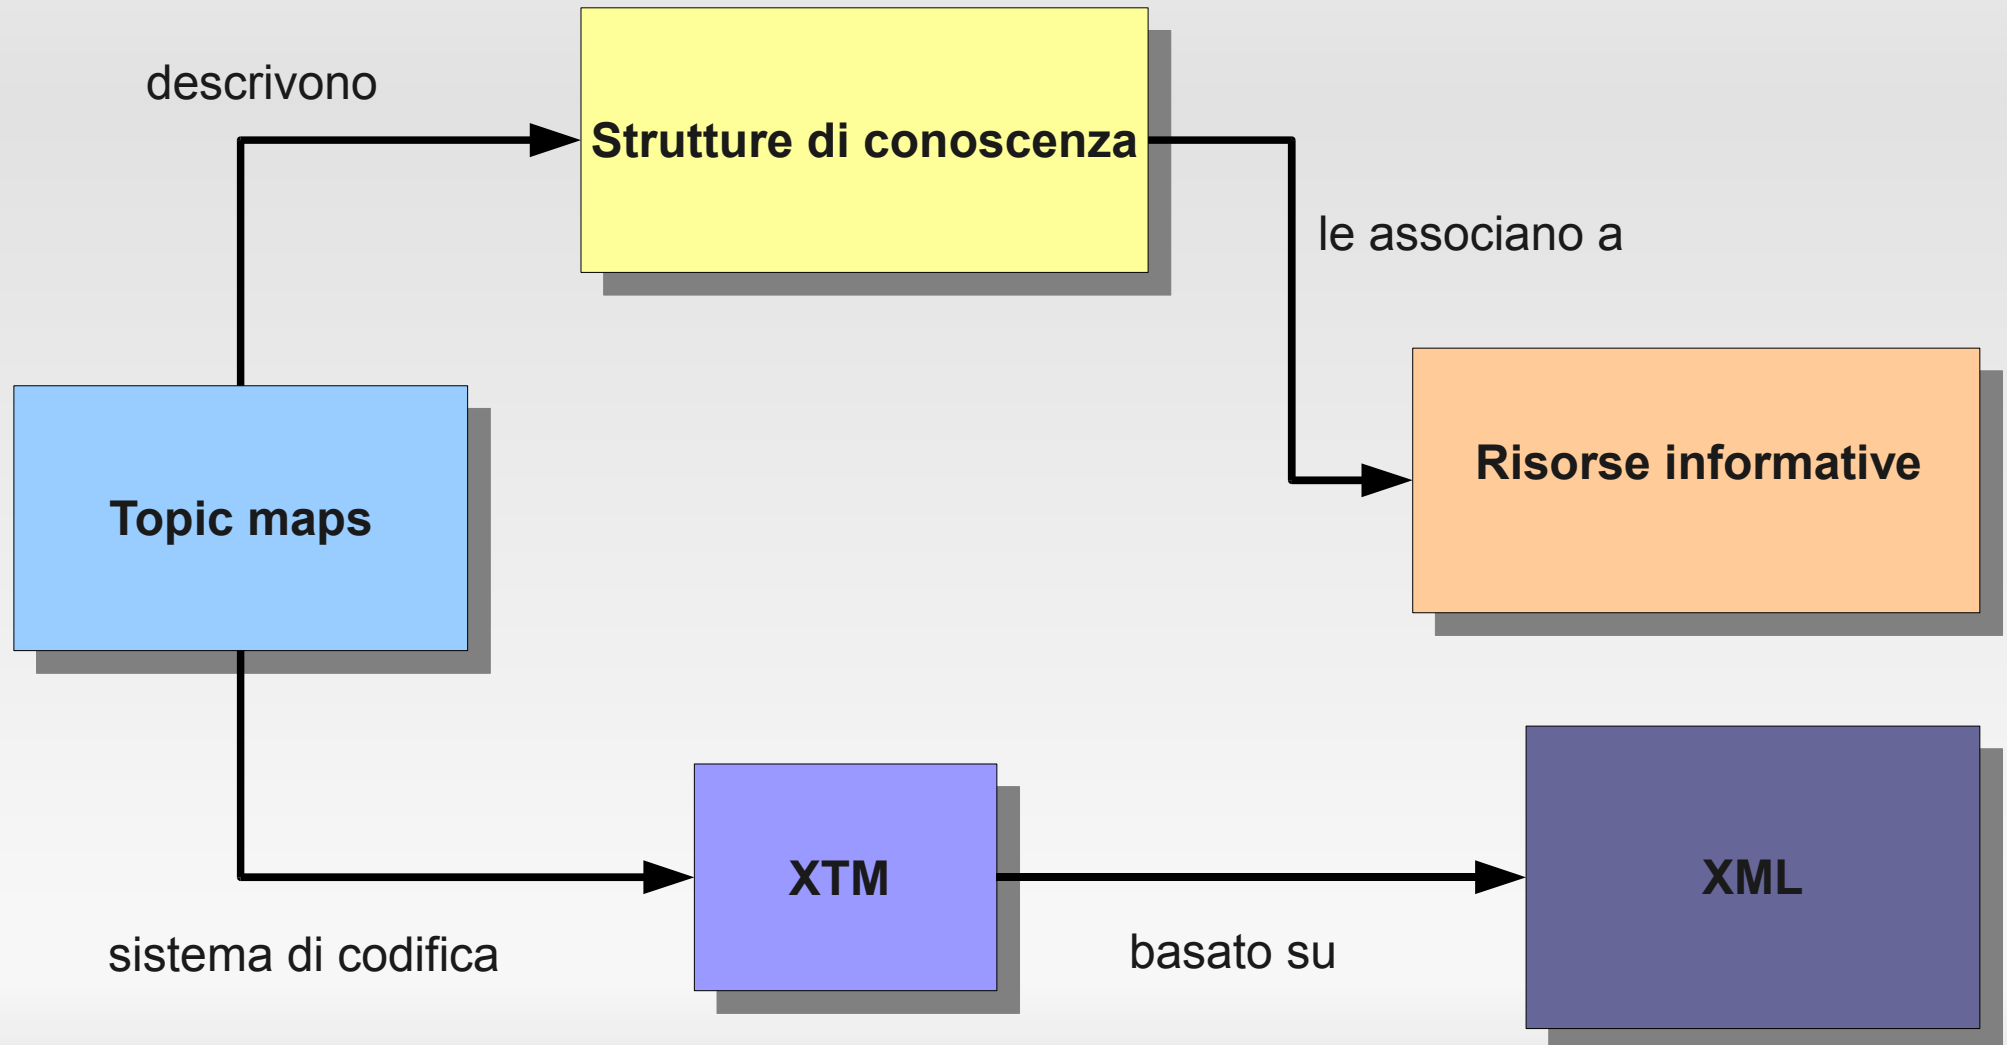 descrivono
Strutture di conoscenza
le associano a
Risorse informative
Topic maps
XTM
XML
sistema di codifica
basato su